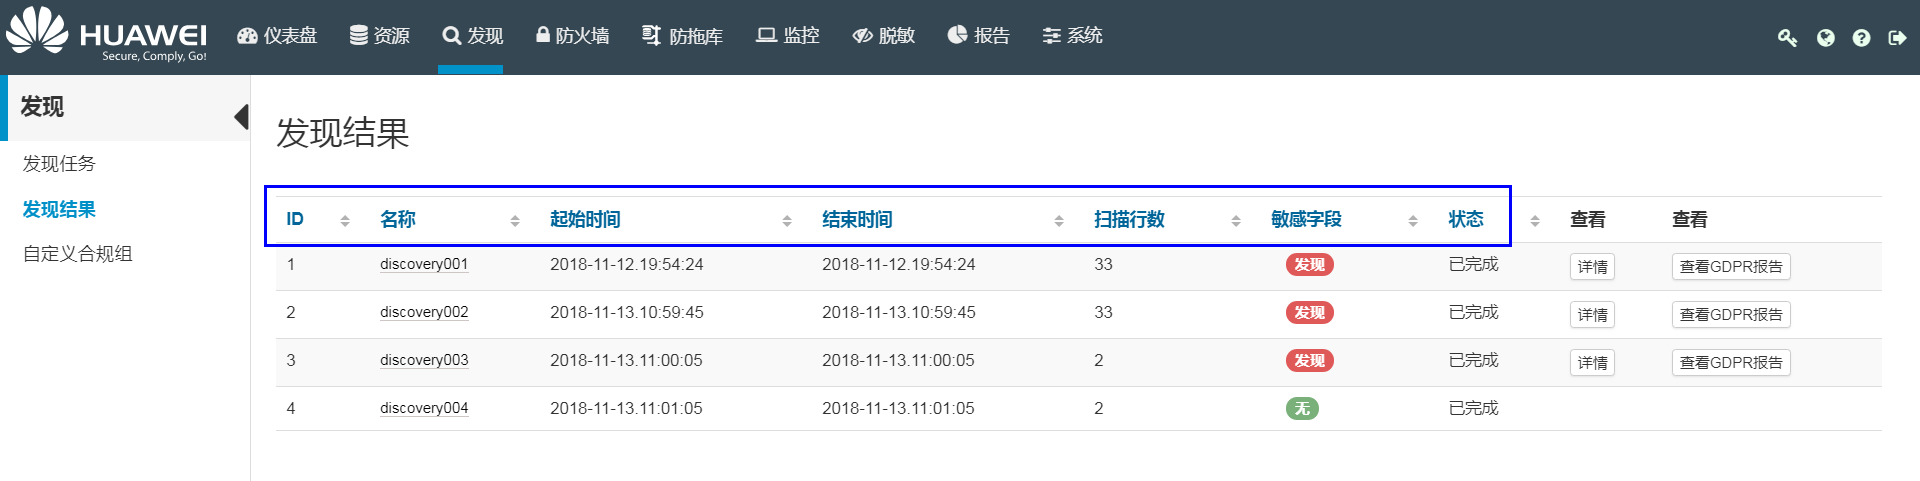 HUAWEI
Secure, Comply, Go!
仪表盘 资源 发现 防火墙 防拖库 监控 脱敏 报告 系统
发现
发现任务
发现结果
自定义合规组
发现结果
ID 名称 起始时间 结束时间 扫描行数 敏感字段 状态 查看 查看
1 discovery001 2018-11-12.19:54:24 2018-11-12.19:54:24 33 发现 已完成 详情 查看GDPR报告
2 discovery002 2018-11-13.10:59:45 2018-11-13.10:59:45 33 发现 已完成 详情 查看GDPR报告
3 discovery003 2018-11-13.11:00:05 2018-11-13.11:00:05 2 发现 已完成 详情 查看GDPR报告
4 discovery004 2018-11-13.11:01:05 2018-11-13.11:01:05 2 无 已完成